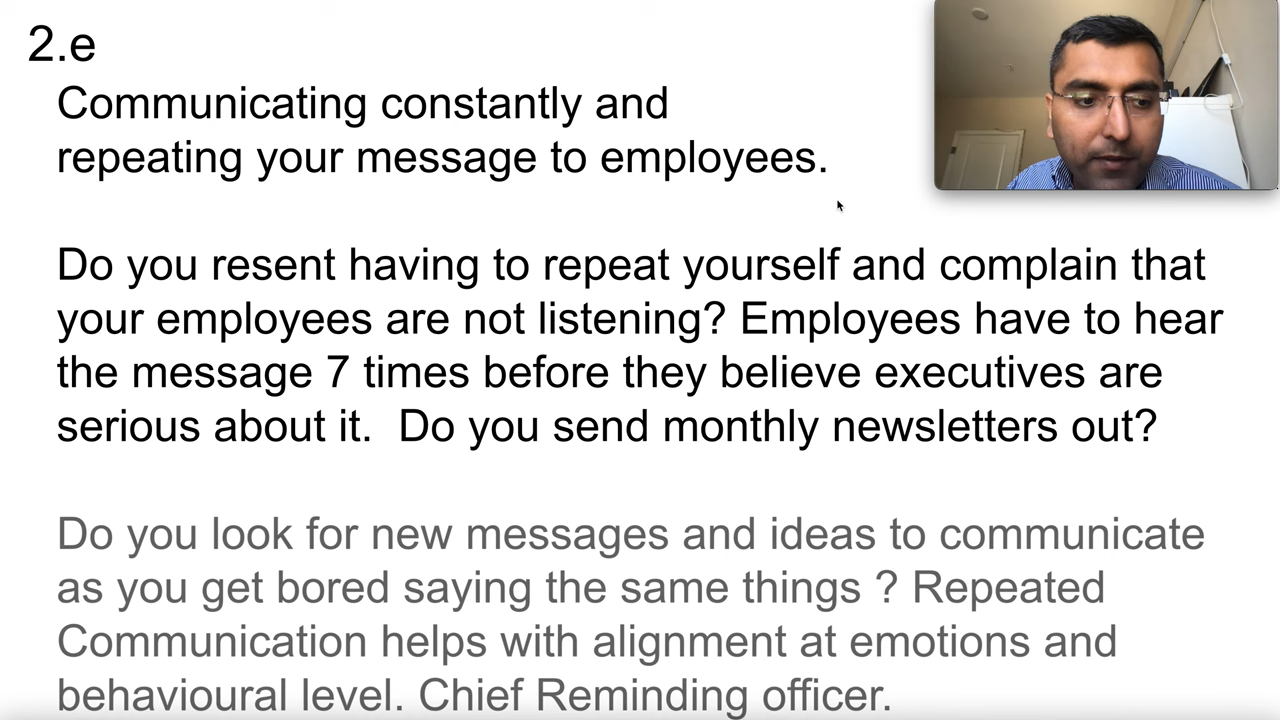 2.e
Communicating constantly and
repeating your message to employees.
Do you resent having to repeat yourself and complain that
your employees are not listening? Employees have to hear
the message 7 times before they believe executives are
serious about it.  Do you send monthly newsletters out?
Do you look for new messages and ideas to communicate
as you get bored saying the same things ? Repeated
Communication helps with alignment at emotions and
behavioural level. Chief Reminding officer.